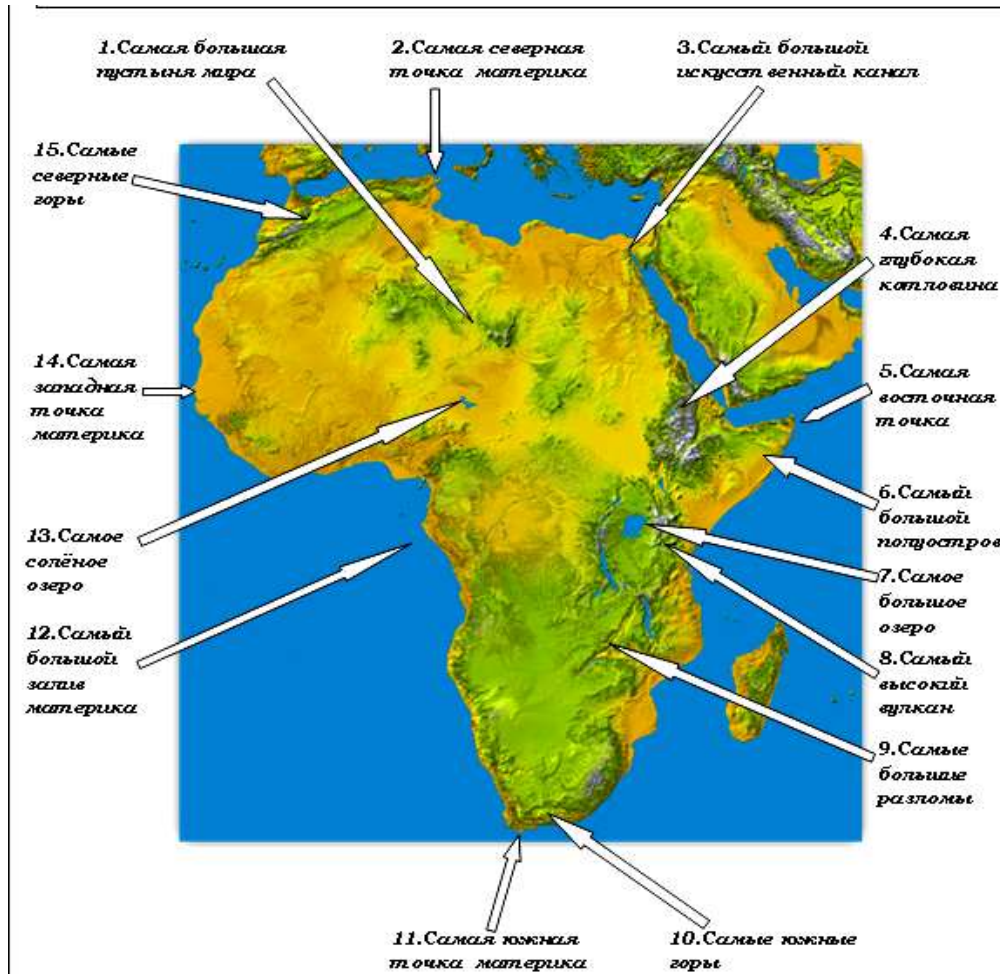 1.Самая большая
пустыня мира
2.Самая северная
точка материка
3.Самый большой
искусственный канал
4.Самая
глубокая
котловина
5.Самая
восточная
точка
6.Самый
большой
полуостров
7.Самое
большое
озеро
8.Самый
высокий
вулкан
9.Самые
большие
разломы
10.Самые южные
горы
11.Самая южная
точка материка
12.Самый
большой
залив
материка
13.Самое
солёное
озеро
14.Самая
западная
точка
материка
15.Самые
северные
горы